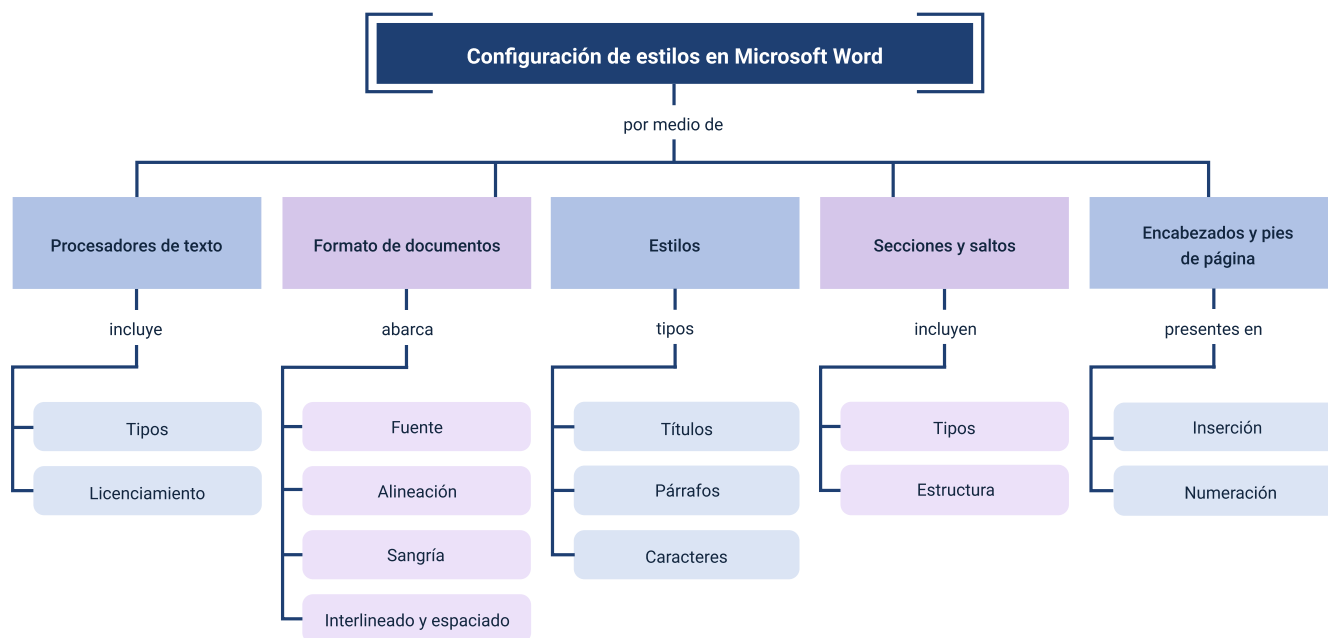 Configuración de estilos en Microsoft Word
por medio de
Procesadores de texto
Formato de documentos
Estilos
Secciones y saltos
Encabezados y pies
de página
incluye
abarca
tipos
incluyen
presentes en
Tipos
Licenciamiento
Fuente
Alineación
Sangría
Interlineado y espaciado
Títulos
Párrafos
Caracteres
Tipos
Estructura
Inserción
Numeración